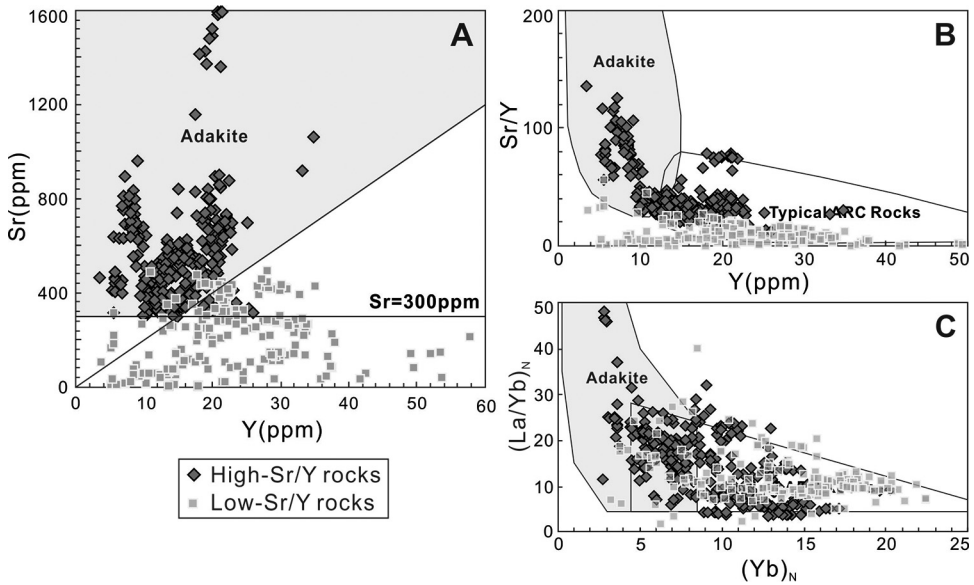 A
1600
1200
800
400
0
Sr(ppm)
Adakite
Sr=300ppm
0
10
20
30
40
50
60
Y(ppm)
High-Sr/Y rocks
Low-Sr/Y rocks
B
200
100
0
Sr/Y
Adakite
Typical ARC Rocks
0
10
20
30
40
50
Y(ppm)
C
50
40
30
20
10
0
(La/Yb)N
Adakite
0
5
10
15
20
25
(Yb)N